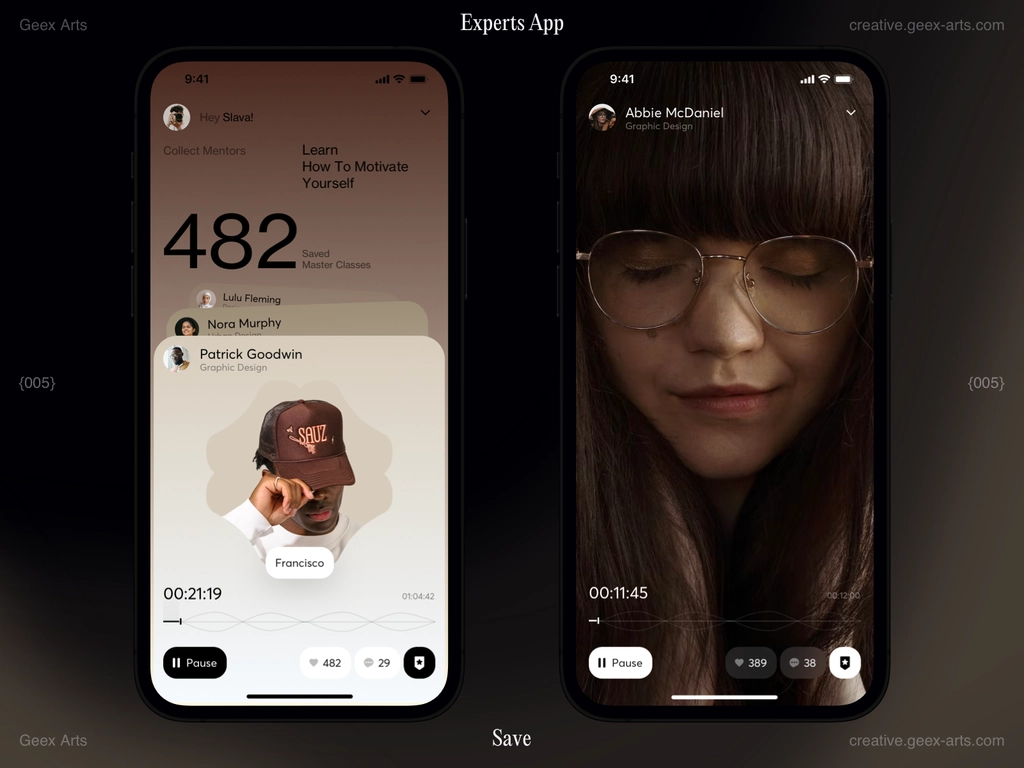 Geex Arts
Experts App
creative.geex-arts.com
9:41
Hey Slava!
Collect Mentors
Learn
How To Motivate
Yourself
482
Saved
Master Classes
Lulu Fleming
Nora Murphy
Patrick Goodwin
Graphic Design
SAUZ
Francisco
00:21:19
01:04:42
Pause
482
29
9:41
Abbie McDaniel
Graphic Design
00:11:45
00:12:00
Pause
389
38
{005}
{005}
Geex Arts
Save
creative.geex-arts.com